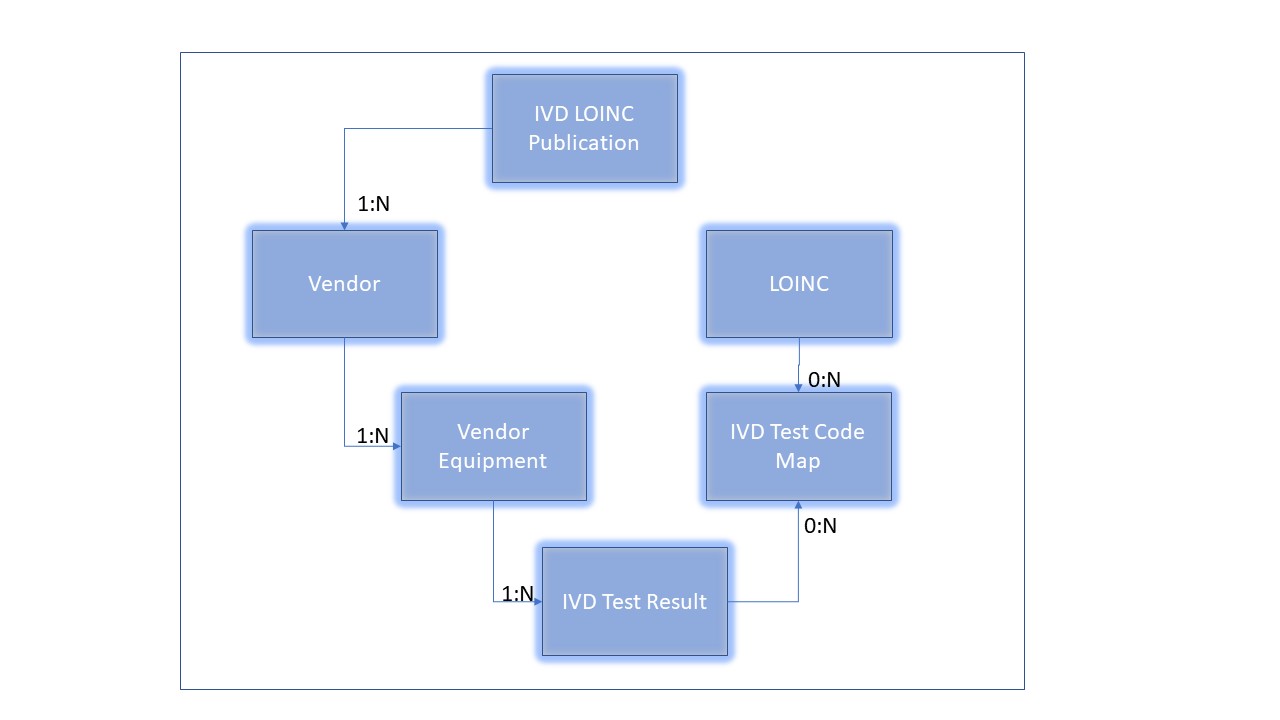 IVD LOINC
Publication
1:N
Vendor
LOINC
0:N
1:N
Vendor
Equipment
IVD Test Code
Map
0:N
1:N
IVD Test Result